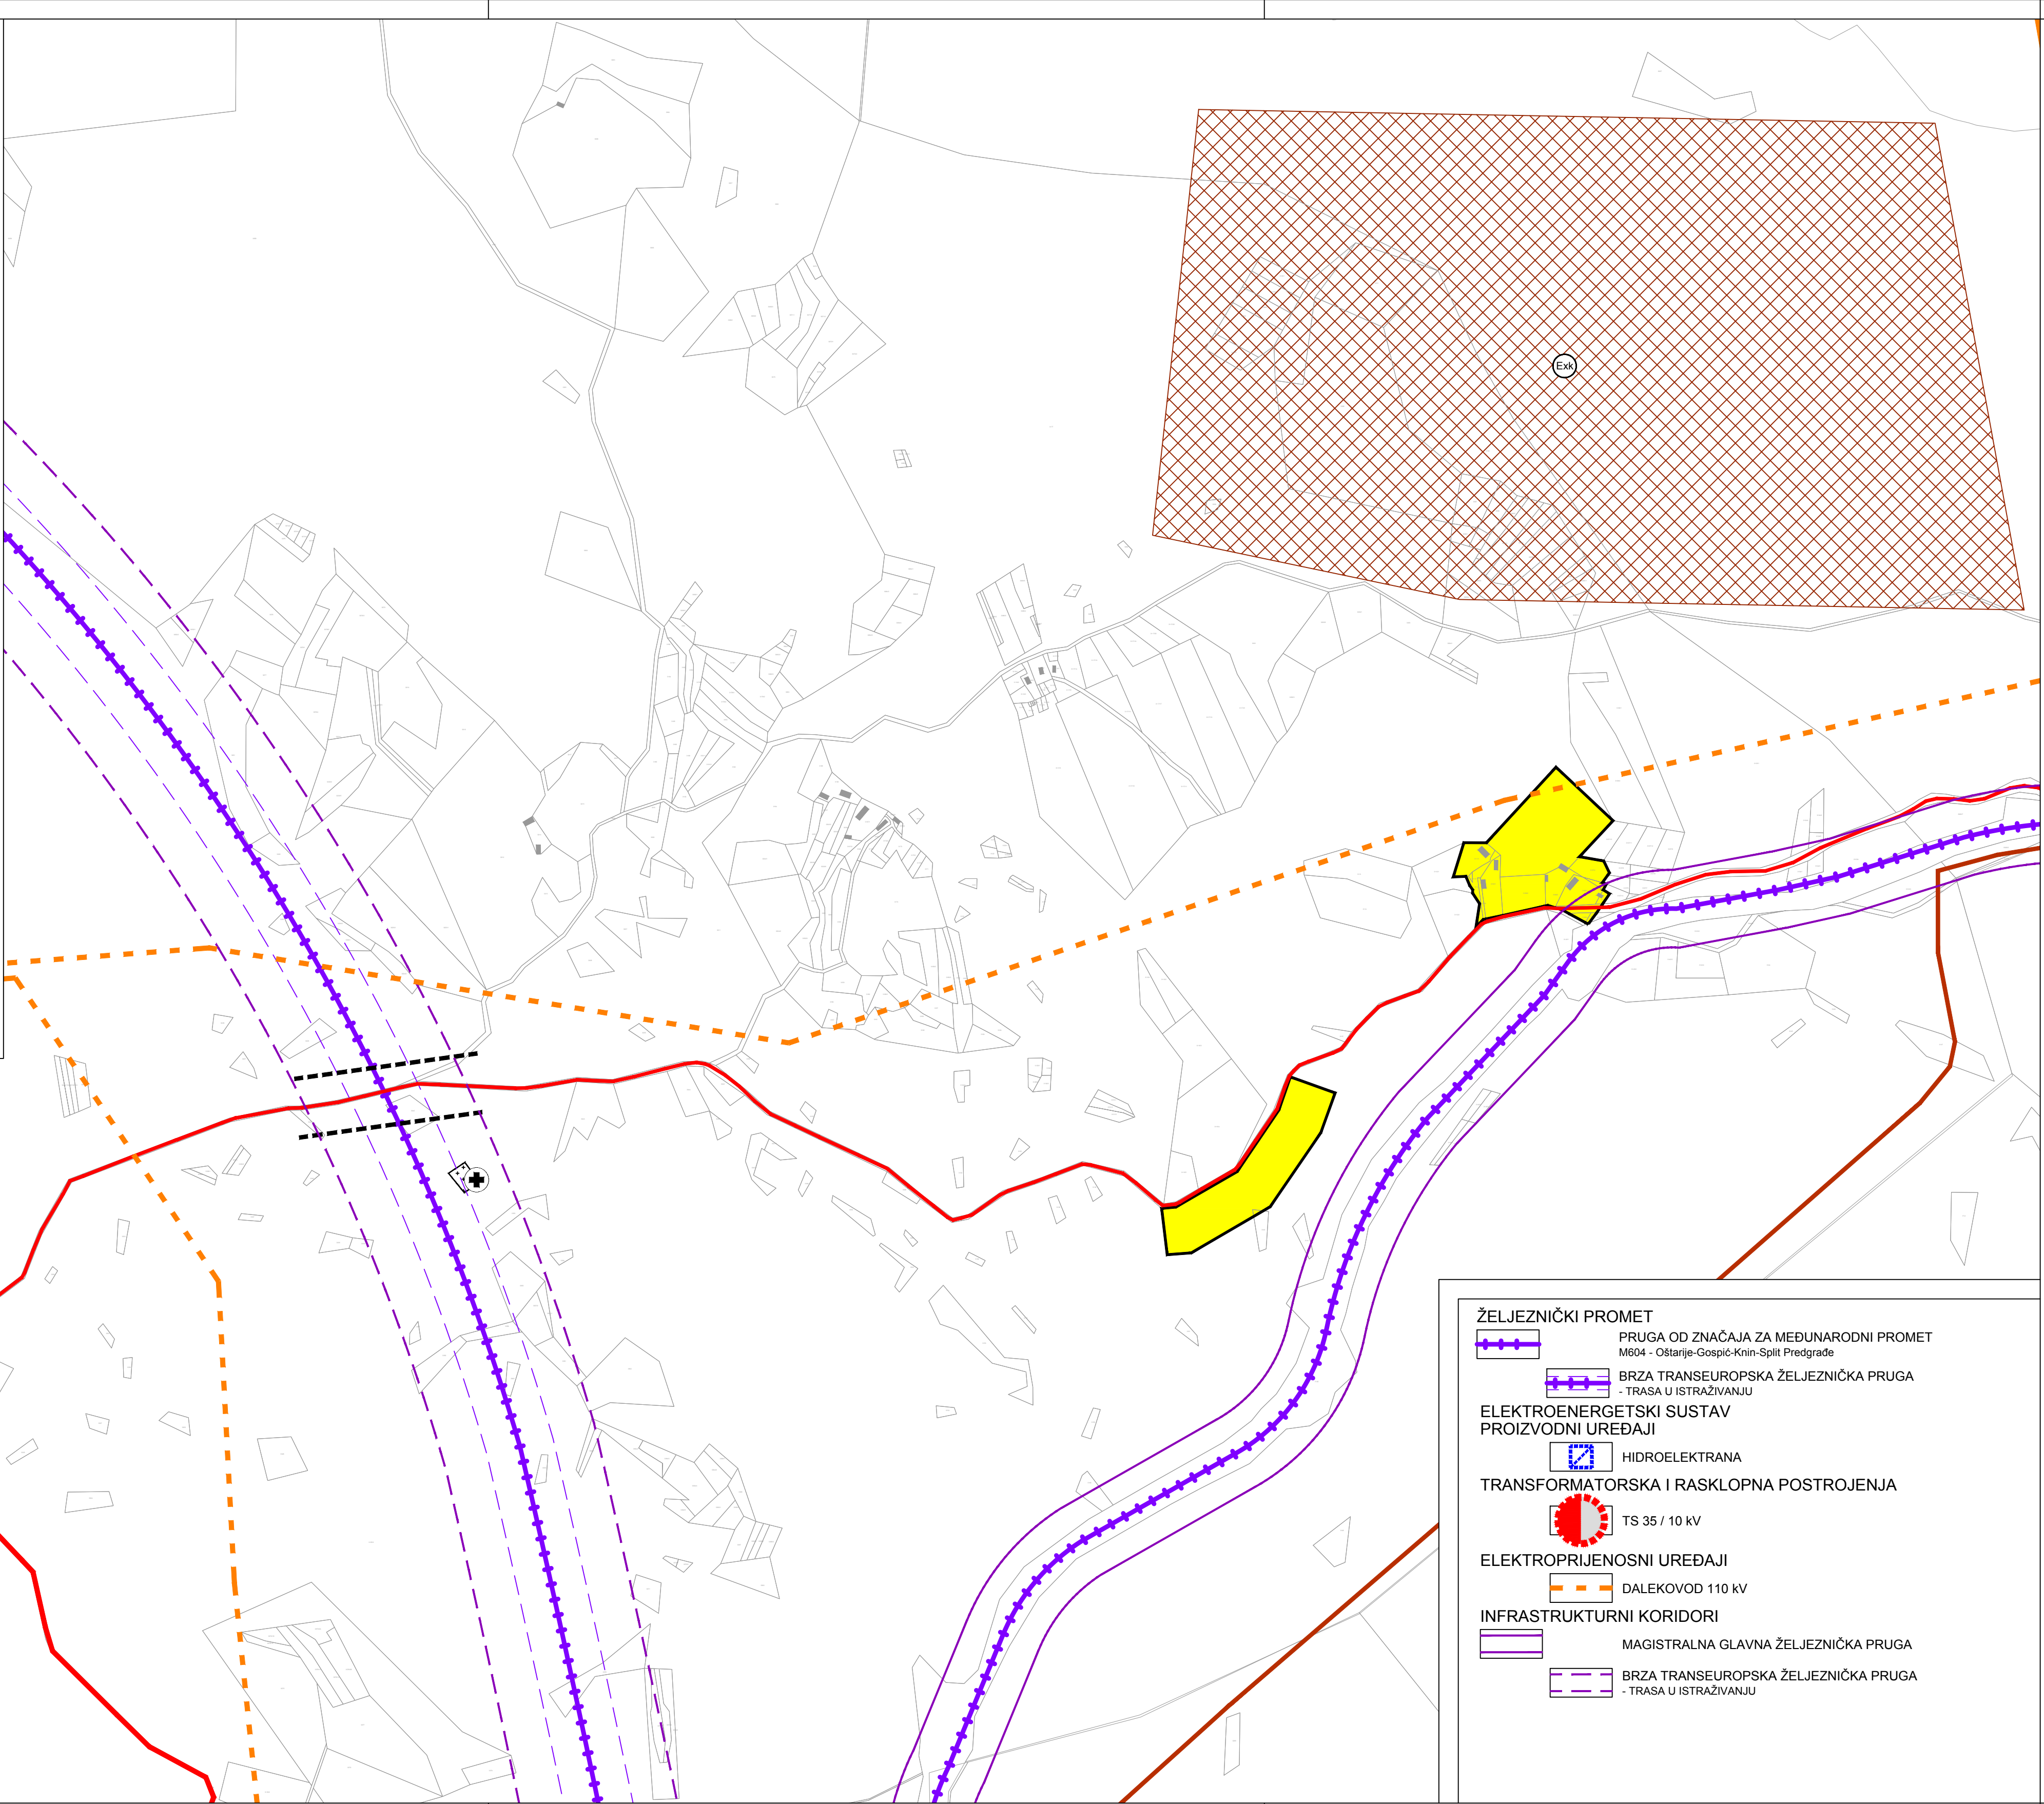 Exk
ŽELJEZNIČKI PROMET
PRUGA OD ZNAČAJA ZA MEĐUNARODNI PROMET
M604 - Oštarije-Gospić-Knin-Split Predgrađe
BRZA TRANSEUROPSKA ŽELJEZNIČKA PRUGA
- TRASA U ISTRAŽIVANJU
ELEKTROENERGETSKI SUSTAV
PROIZVODNI UREĐAJI
HIDROELEKTRANA
TRANSFORMATORSKA I RASKLOPNA POSTROJENJA
TS 35 / 10 kV
ELEKTROPRIJENOSNI UREĐAJI
DALEKOVOD 110 kV
INFRASTRUKTURNI KORIDORI
MAGISTRALNA GLAVNA ŽELJEZNIČKA PRUGA
BRZA TRANSEUROPSKA ŽELJEZNIČKA PRUGA
- TRASA U ISTRAŽIVANJU